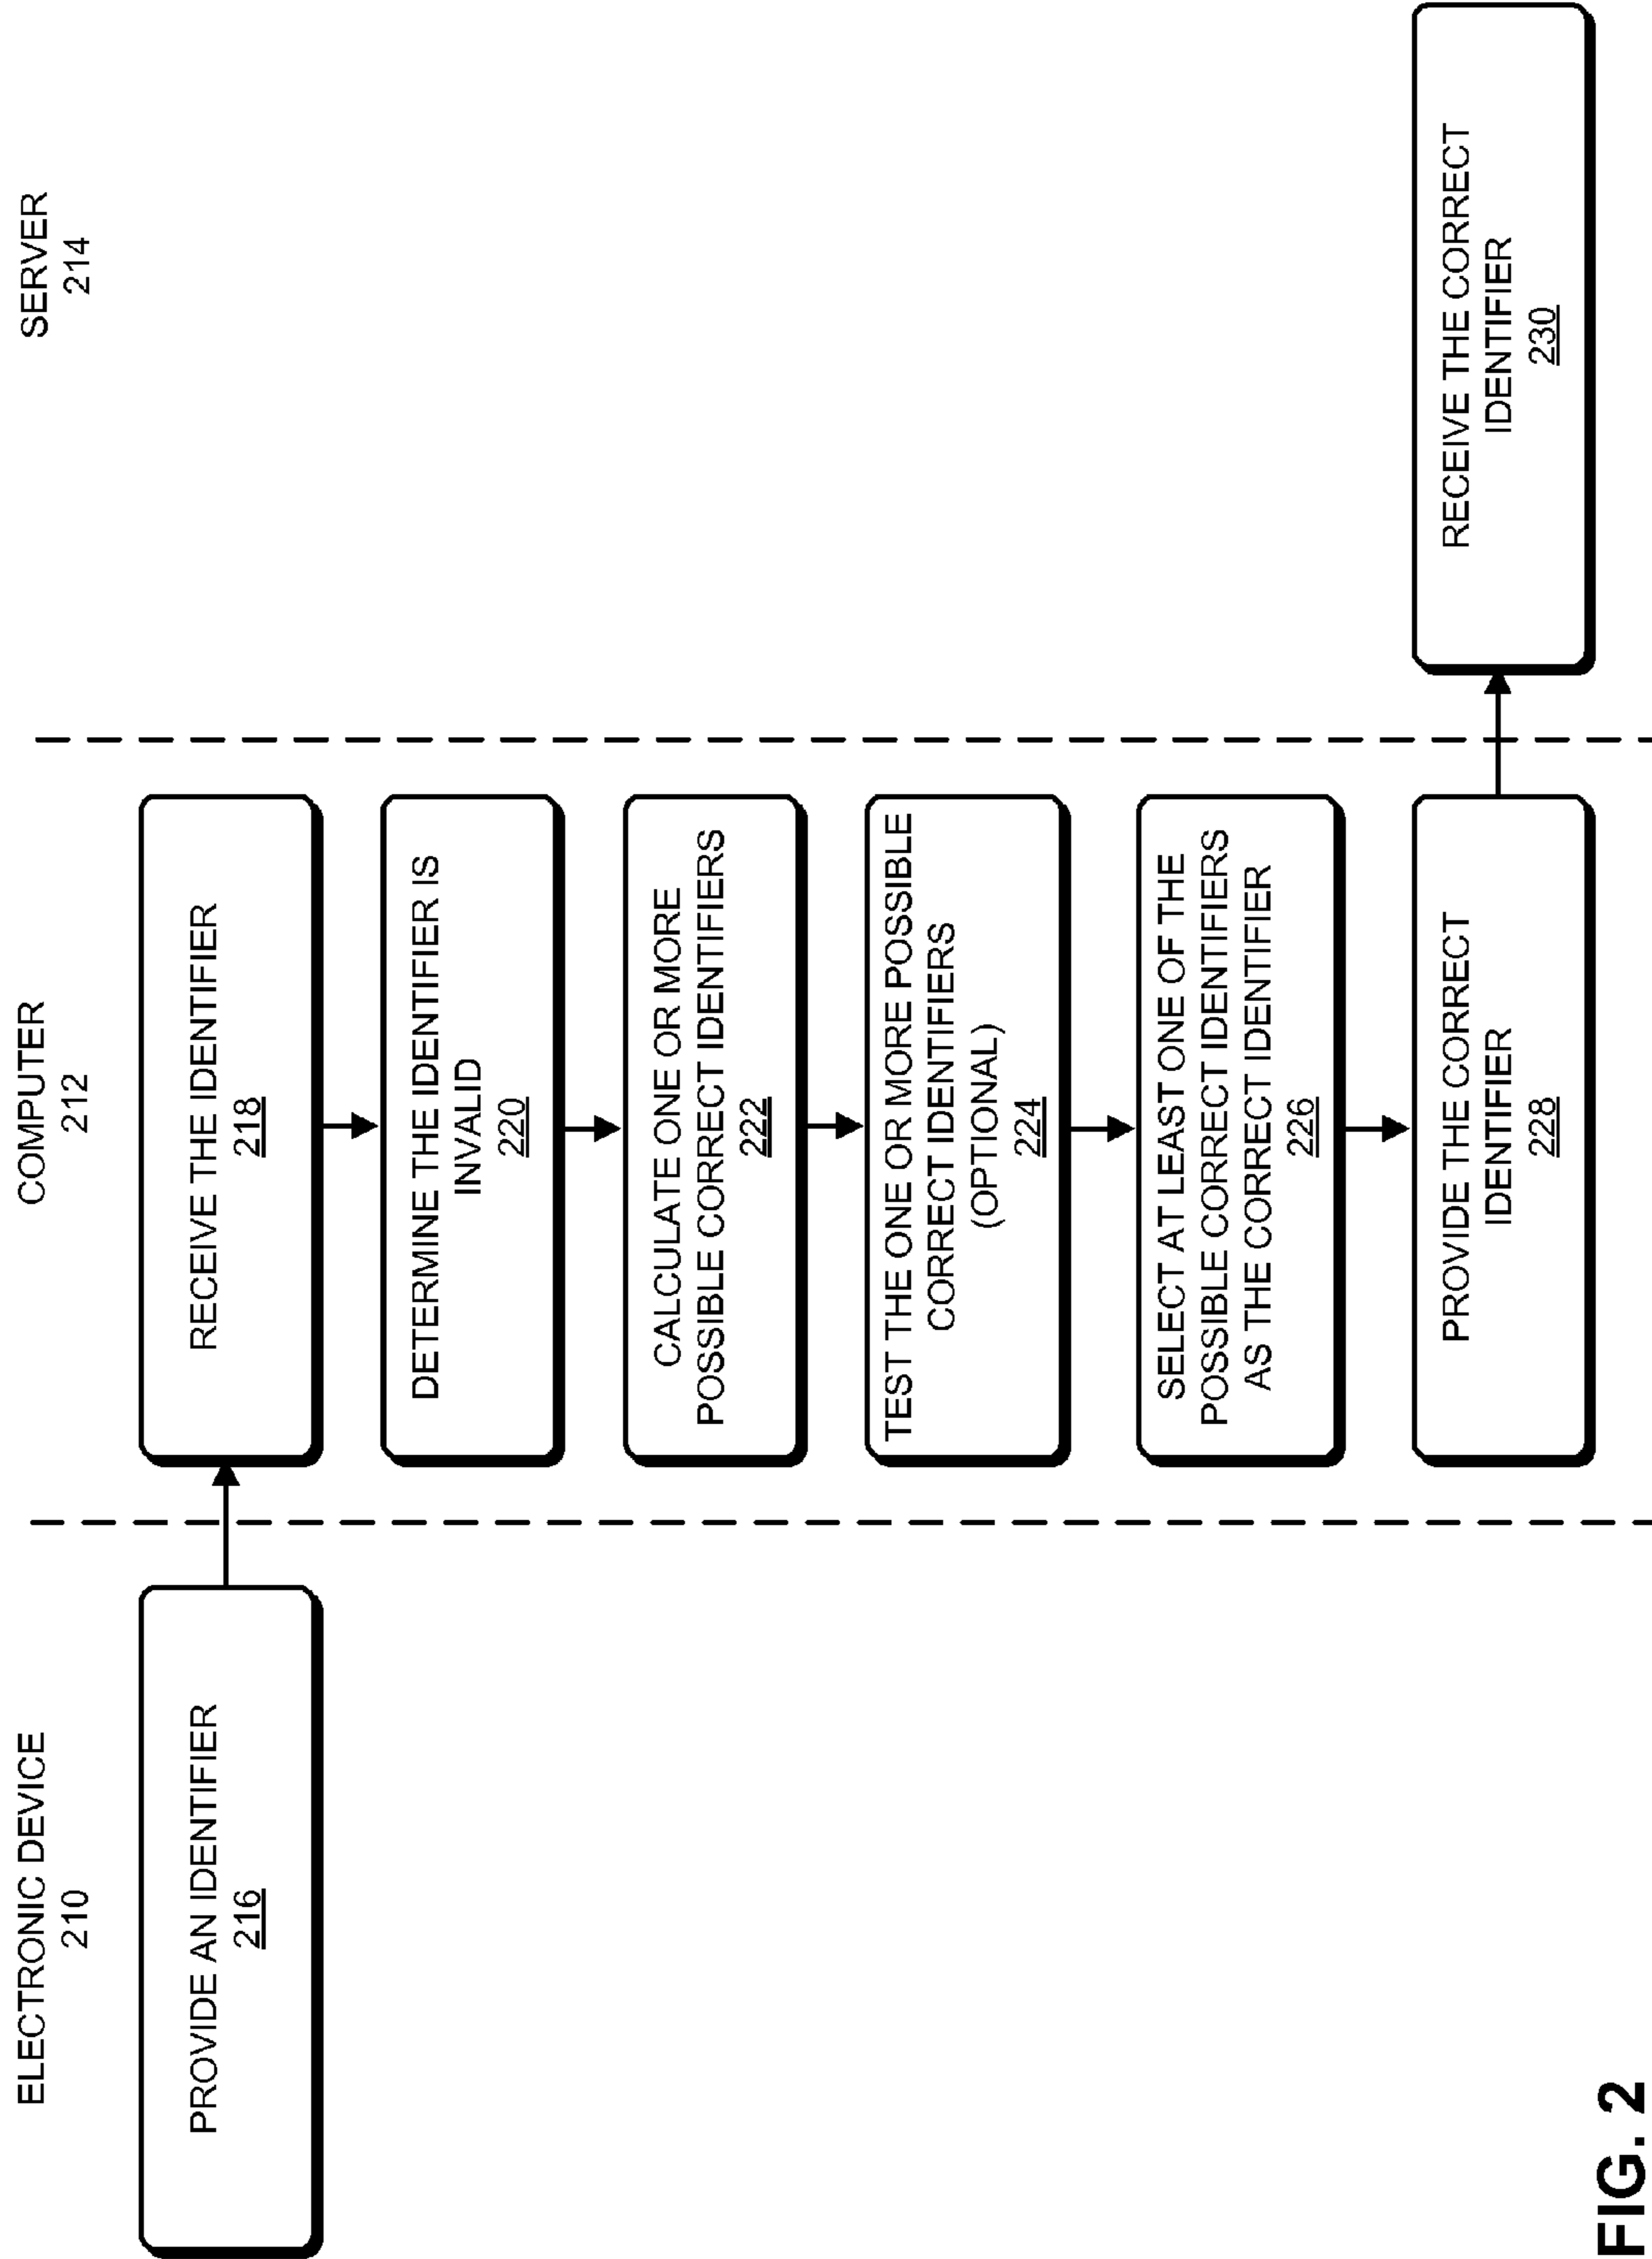 ELECTRONIC DEVICE
210
COMPUTER
212
SERVER
214
PROVIDE AN IDENTIFIER
216
RECEIVE THE IDENTIFIER
218
DETERMINE THE IDENTIFIER IS
INVALID
220
CALCULATE ONE OR MORE
POSSIBLE CORRECT IDENTIFIERS
222
TEST THE ONE OR MORE POSSIBLE
CORRECT IDENTIFIERS
(OPTIONAL)
224
SELECT AT LEAST ONE OF THE
POSSIBLE CORRECT IDENTIFIERS
AS THE CORRECT IDENTIFIER
226
PROVIDE THE CORRECT
IDENTIFIER
228
RECEIVE THE CORRECT
IDENTIFIER
230
FIG. 2